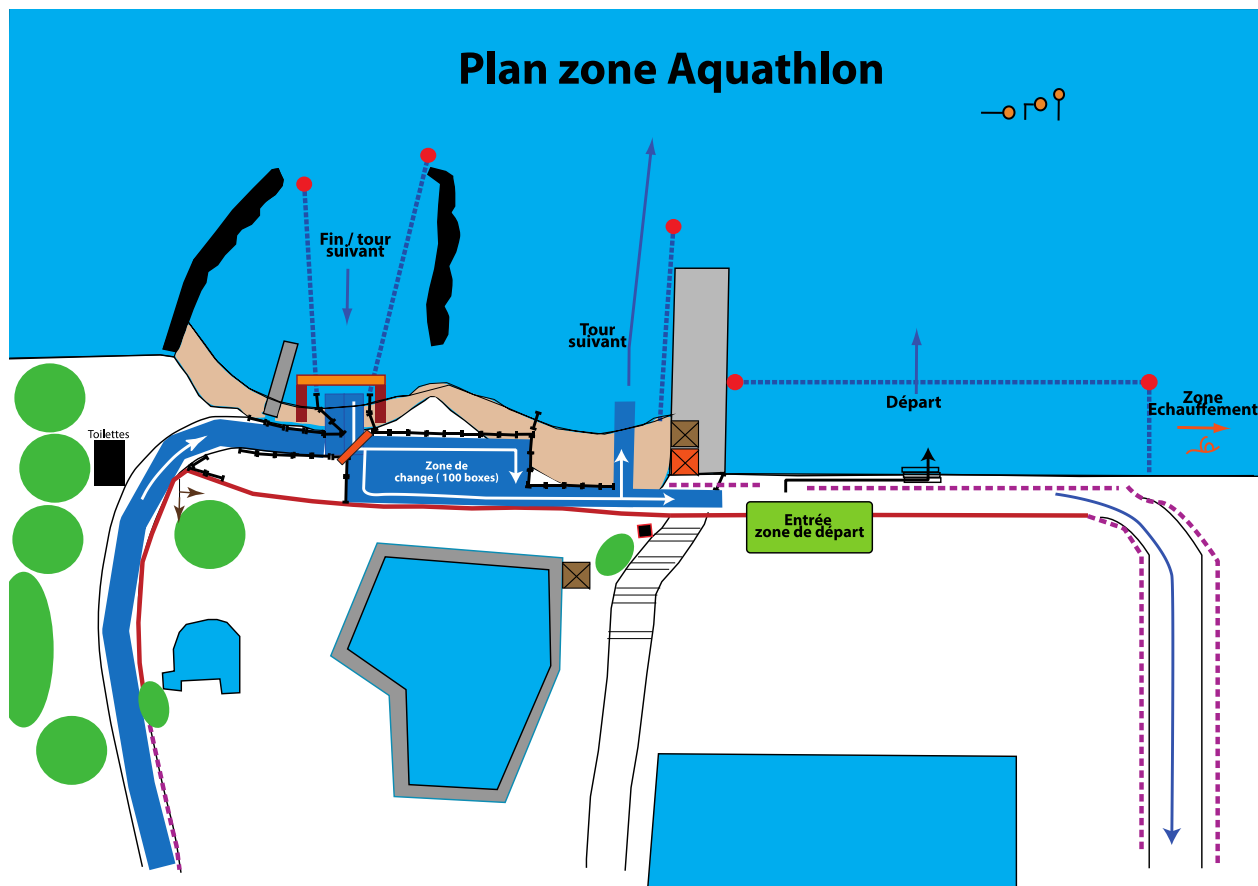 Plan zone Aquathlon
Fin / tour
suivant
Tour
suivant
Départ
Zone
Echauffement
Toilettes
Zone de
change ( 100 boxes)
Entrée
zone de départ